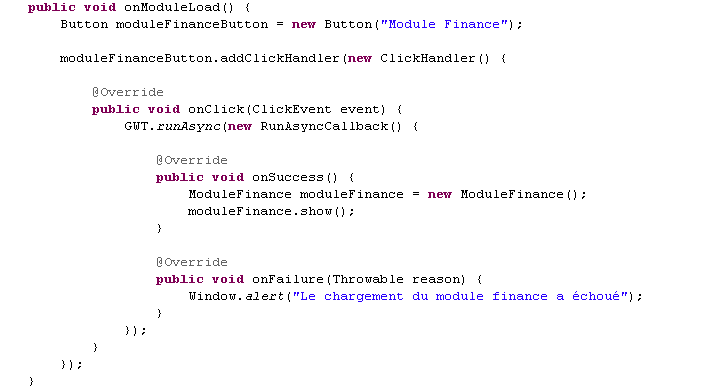 public void onModuleLoad() {
    Button moduleFinanceButton = new Button("Module Finance");
    moduleFinanceButton.addClickHandler(new ClickHandler() {
        @Override
        public void onClick(ClickEvent event) {
            GWT.runAsync(new RunAsyncCallback() {
                @Override
                public void onSuccess() {
                    ModuleFinance moduleFinance = new ModuleFinance();
                    moduleFinance.show();
                }
                @Override
                public void onFailure(Throwable reason) {
                    Window.alert("Le chargement du module finance a échoué");
                }
            });
        }
    });
}